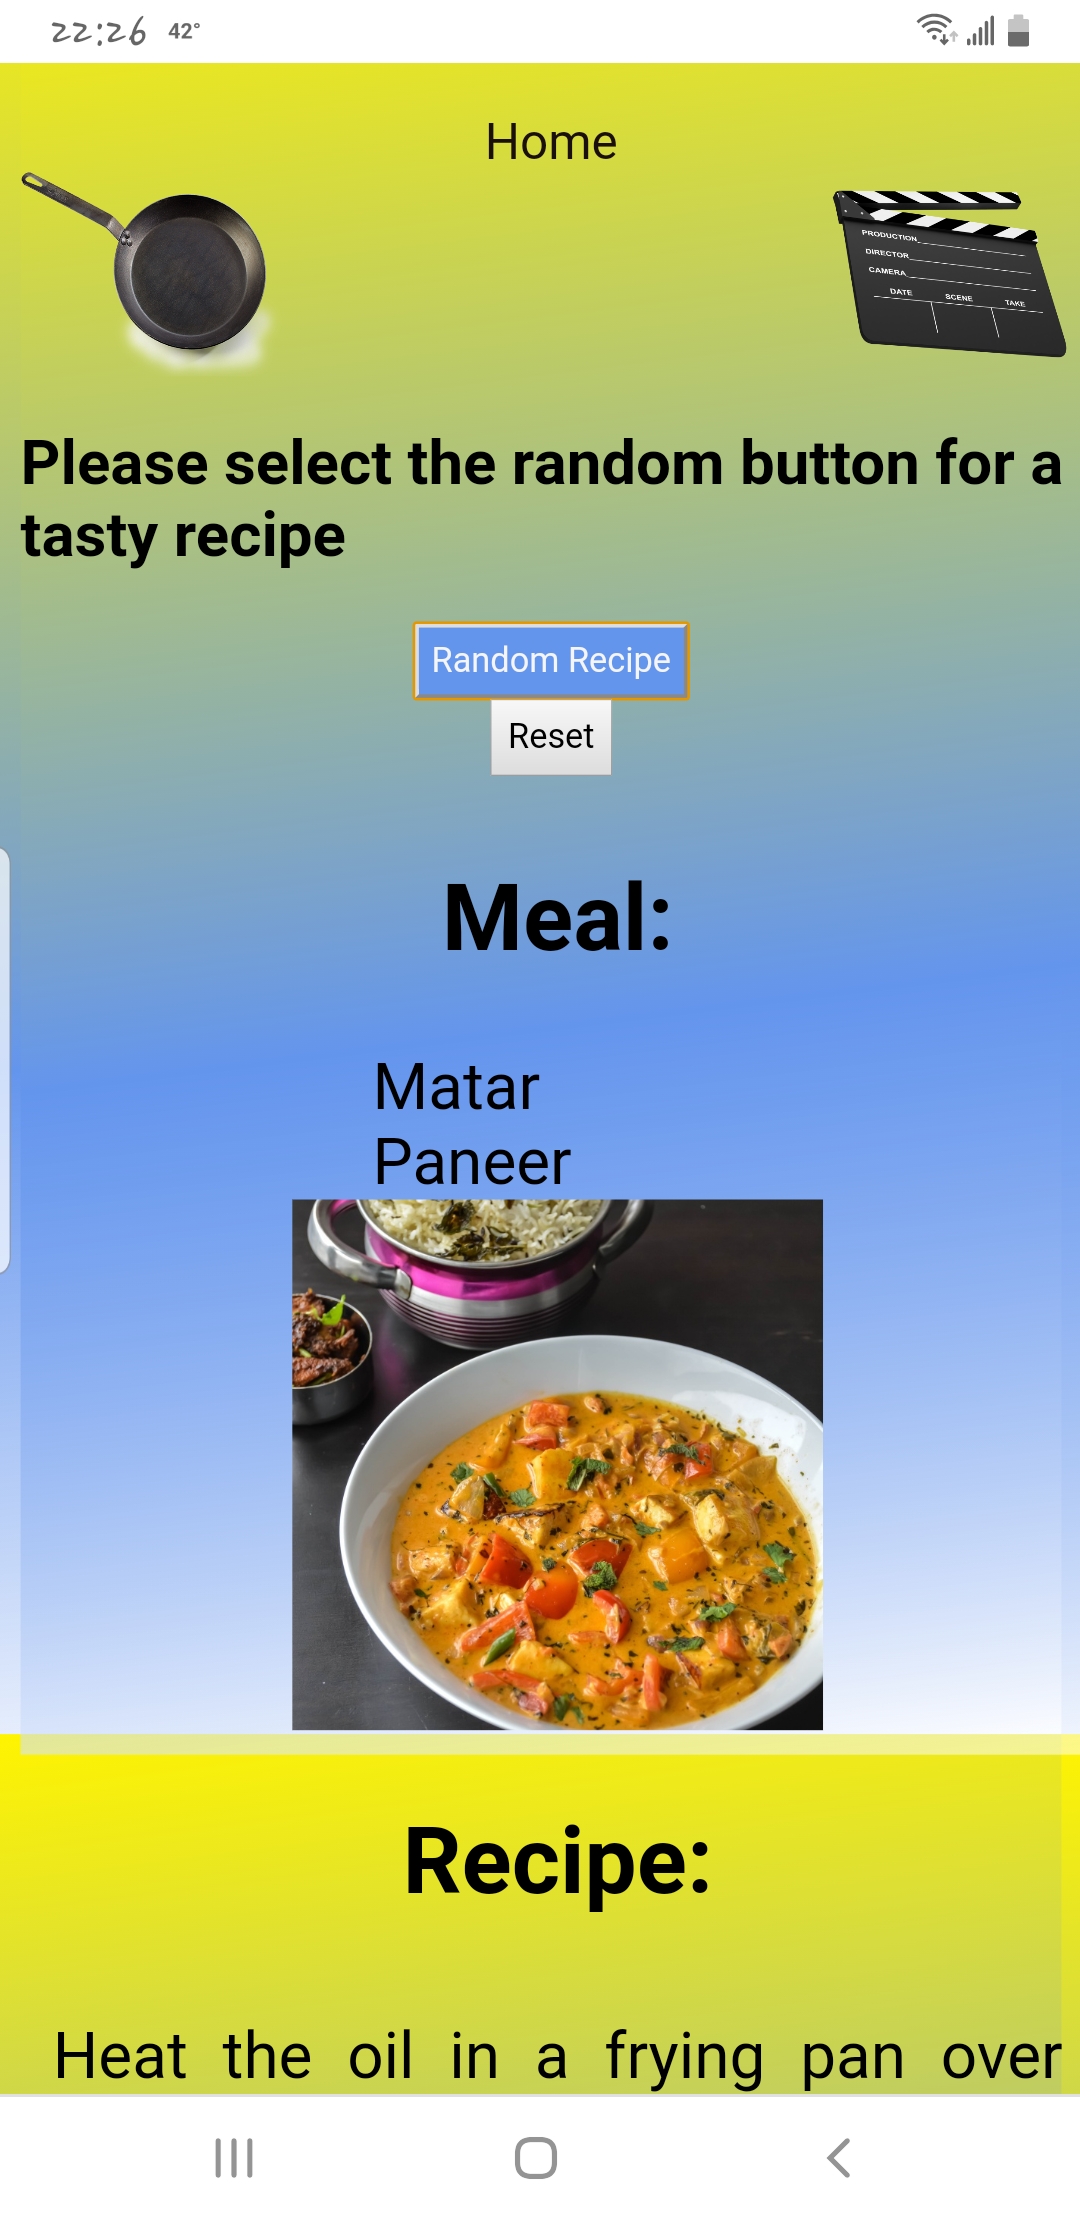 22:26 42°
Home
PRODUCTION
DIRECTOR
CAMERA
DATE SCENE TAKE
Please select the random button for a
tasty recipe
Random Recipe
Reset
Meal:
Matar
Paneer
Recipe:
Heat the oil in a frying pan over